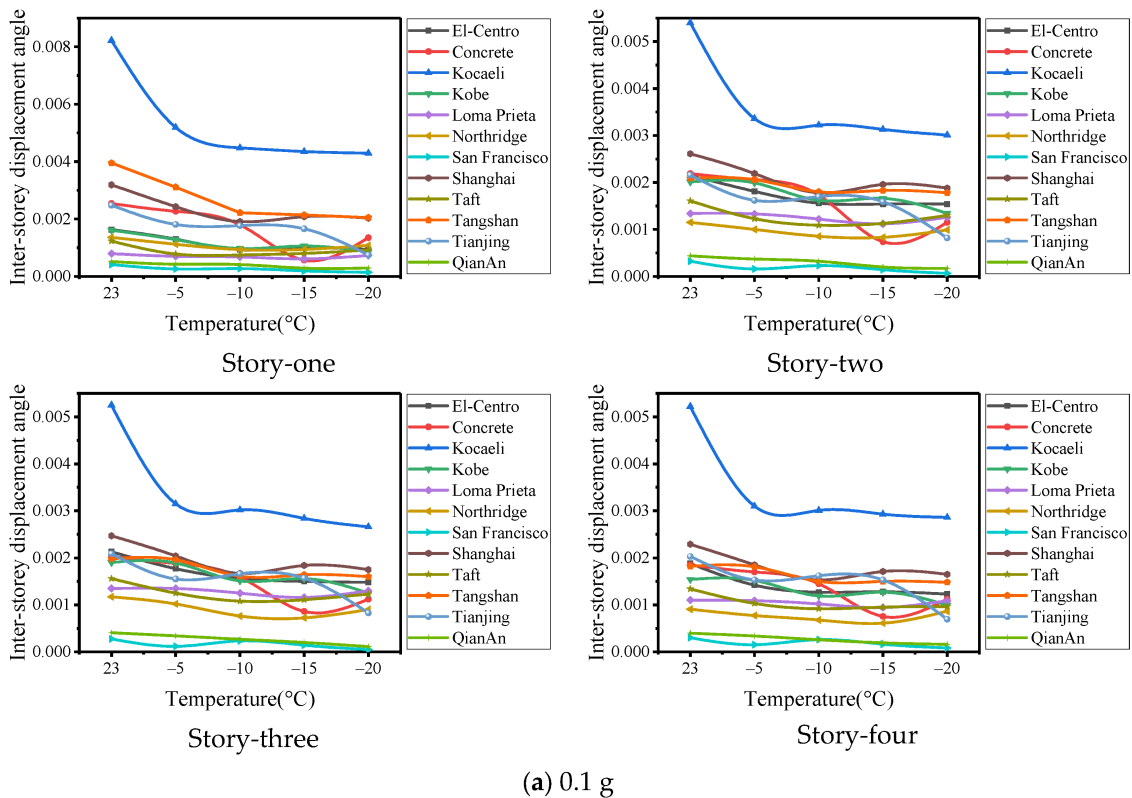 Inter-storey displacement angle
0.008
0.006
0.004
0.002
0.000
23
–5
–10
–15
–20
Temperature(°C)
El-Centro
Concrete
Kocaeli
Kobe
Loma Prieta
Northridge
San Francisco
Shanghai
Taft
Tangshan
Tianjing
QianAn
Story-one
Inter-storey displacement angle
0.005
0.004
0.003
0.002
0.001
0.000
23
–5
–10
–15
–20
Temperature(°C)
El-Centro
Concrete
Kocaeli
Kobe
Loma Prieta
Northridge
San Francisco
Shanghai
Taft
Tangshan
Tianjing
QianAn
Story-two
Inter-storey displacement angle
0.005
0.004
0.003
0.002
0.001
0.000
23
–5
–10
–15
–20
Temperature(°C)
El-Centro
Concrete
Kocaeli
Kobe
Loma Prieta
Northridge
San Francisco
Shanghai
Taft
Tangshan
Tianjing
QianAn
Story-three
Inter-storey displacement angle
0.005
0.004
0.003
0.002
0.001
0.000
23
–5
–10
–15
–20
Temperature(°C)
El-Centro
Concrete
Kocaeli
Kobe
Loma Prieta
Northridge
San Francisco
Shanghai
Taft
Tangshan
Tianjing
QianAn
Story-four
(a) 0.1 g